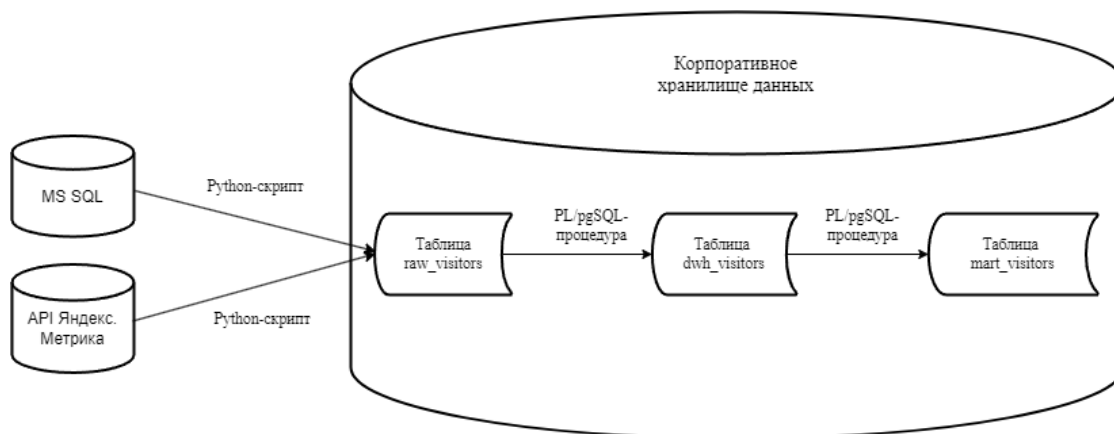 Корпоративное
хранилище данных
MS SQL
Python-скрипт
API Яндекс.
Метрика
Python-скрипт
Таблица
raw_visitors
PL/pgSQL-
процедура
Таблица
dwh_visitors
PL/pgSQL-
процедура
Таблица
mart_visitors